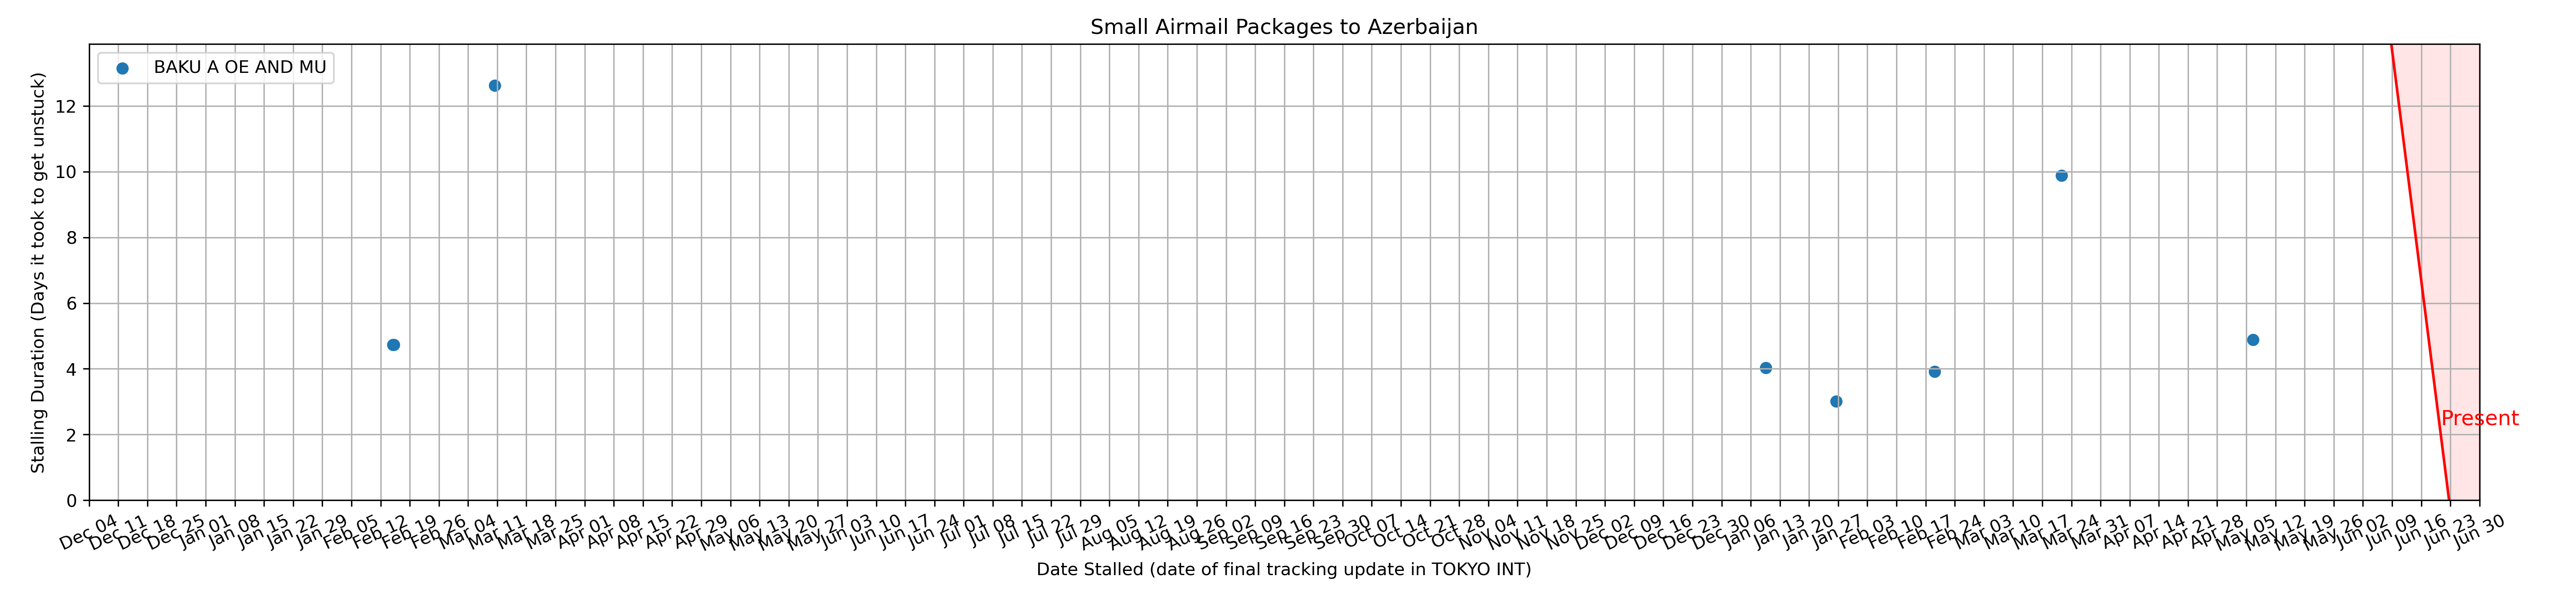 Small Airmail Packages to Azerbaijan
BAKU A OE AND MU
Stalling Duration (Days it took to get unstuck)
12
10
8
6
4
2
0
Present
Dec 04
Dec 11
Dec 18
Dec 25
Jan 01
Jan 08
Jan 15
Jan 22
Jan 29
Feb 05
Feb 12
Feb 19
Feb 26
Mar 04
Mar 11
Mar 18
Mar 25
Apr 01
Apr 08
Apr 15
Apr 22
Apr 29
May 06
May 13
May 20
May 27
Jun 03
Jun 10
Jun 17
Jun 24
Jul 01
Jul 08
Jul 15
Jul 22
Jul 29
Aug 05
Aug 12
Aug 19
Aug 26
Sep 02
Sep 09
Sep 16
Sep 23
Sep 30
Oct 07
Oct 14
Oct 21
Oct 28
Nov 04
Nov 11
Nov 18
Nov 25
Dec 02
Dec 09
Dec 16
Dec 23
Dec 30
Jan 06
Jan 13
Jan 20
Jan 27
Feb 03
Feb 10
Feb 17
Feb 24
Mar 03
Mar 10
Mar 17
Mar 24
Mar 31
Apr 07
Apr 14
Apr 21
Apr 28
May 05
May 12
May 19
May 26
Jun 02
Jun 09
Jun 16
Jun 23
Jun 30
Date Stalled (date of final tracking update in TOKYO INT)